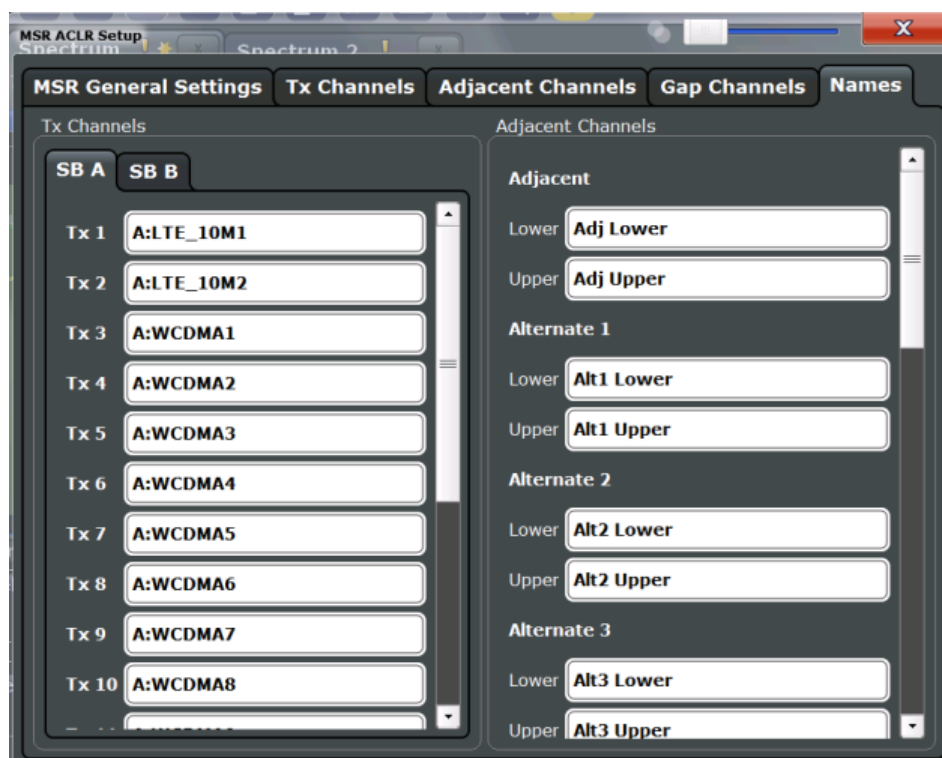 MSR ACLR Setup
Spectrum
Spectrum 2
X
MSR General Settings
Tx Channels
Adjacent Channels
Gap Channels
Names
Tx Channels
SB A
SB B
Tx 1 A:LTE_10M1
Tx 2 A:LTE_10M2
Tx 3 A:WCDMA1
Tx 4 A:WCDMA2
Tx 5 A:WCDMA3
Tx 6 A:WCDMA4
Tx 7 A:WCDMA5
Tx 8 A:WCDMA6
Tx 9 A:WCDMA7
Tx 10 A:WCDMA8
Adjacent Channels
Adjacent
Lower Adj Lower
Upper Adj Upper
Alternate 1
Lower Alt1 Lower
Upper Alt1 Upper
Alternate 2
Lower Alt2 Lower
Upper Alt2 Upper
Alternate 3
Lower Alt3 Lower
Upper Alt3 Upper